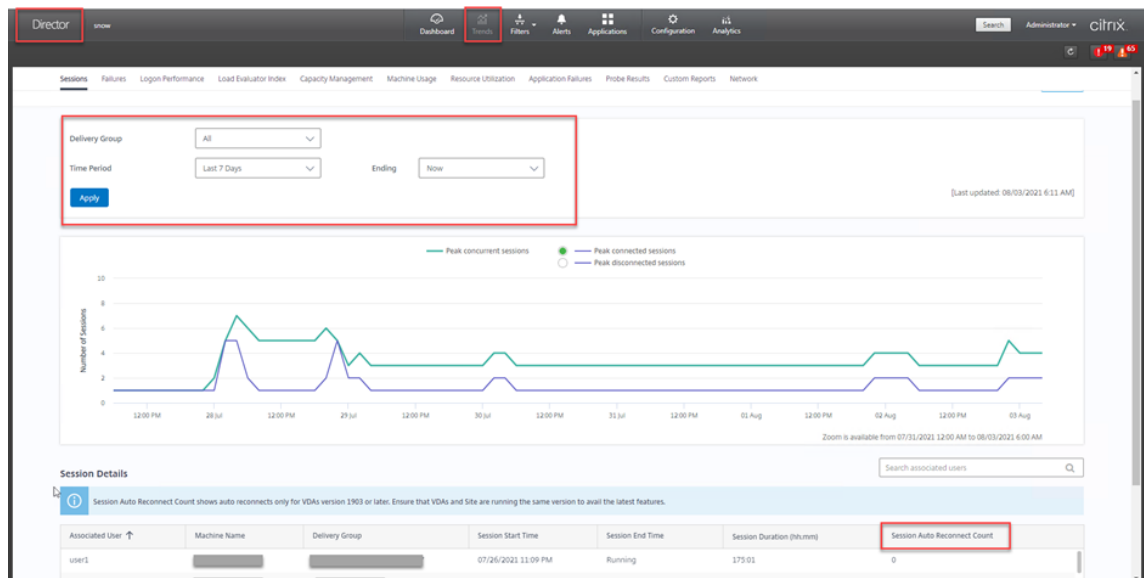 Director snow Dashboard Trends Filters Alerts Applications Configuration Analytics Search Administrator citrix
19 65
Sessions Failures Logon Performance Load Evaluator Index Capacity Management Machine Usage Resource Utilization Application Failures Probe Results Custom Reports Network
Delivery Group All
Time Period Last 7 Days Ending Now
Apply
[Last updated: 08/03/2021 6:11 AM]
Peak concurrent sessions Peak connected sessions
Peak disconnected sessions
10
8
6
4
2
0
Number of Sessions
12:00 PM 28 Jul 12:00 PM 29 Jul 12:00 PM 30 Jul 12:00 PM 31 Jul 12:00 PM 01 Aug 12:00 PM 02 Aug 12:00 PM 03 Aug
Zoom is available from 07/31/2021 12:00 AM to 08/03/2021 6:00 AM
Session Details
Search associated users
Session Auto Reconnect Count shows auto reconnects only for VDAs version 1903 or later. Ensure that VDAs and Site are running the same version to avail the latest features.
Associated User Machine Name Delivery Group Session Start Time Session End Time Session Duration (hh.mm) Session Auto Reconnect Count
user1 07/26/2021 11:09 PM Running 175:01 0